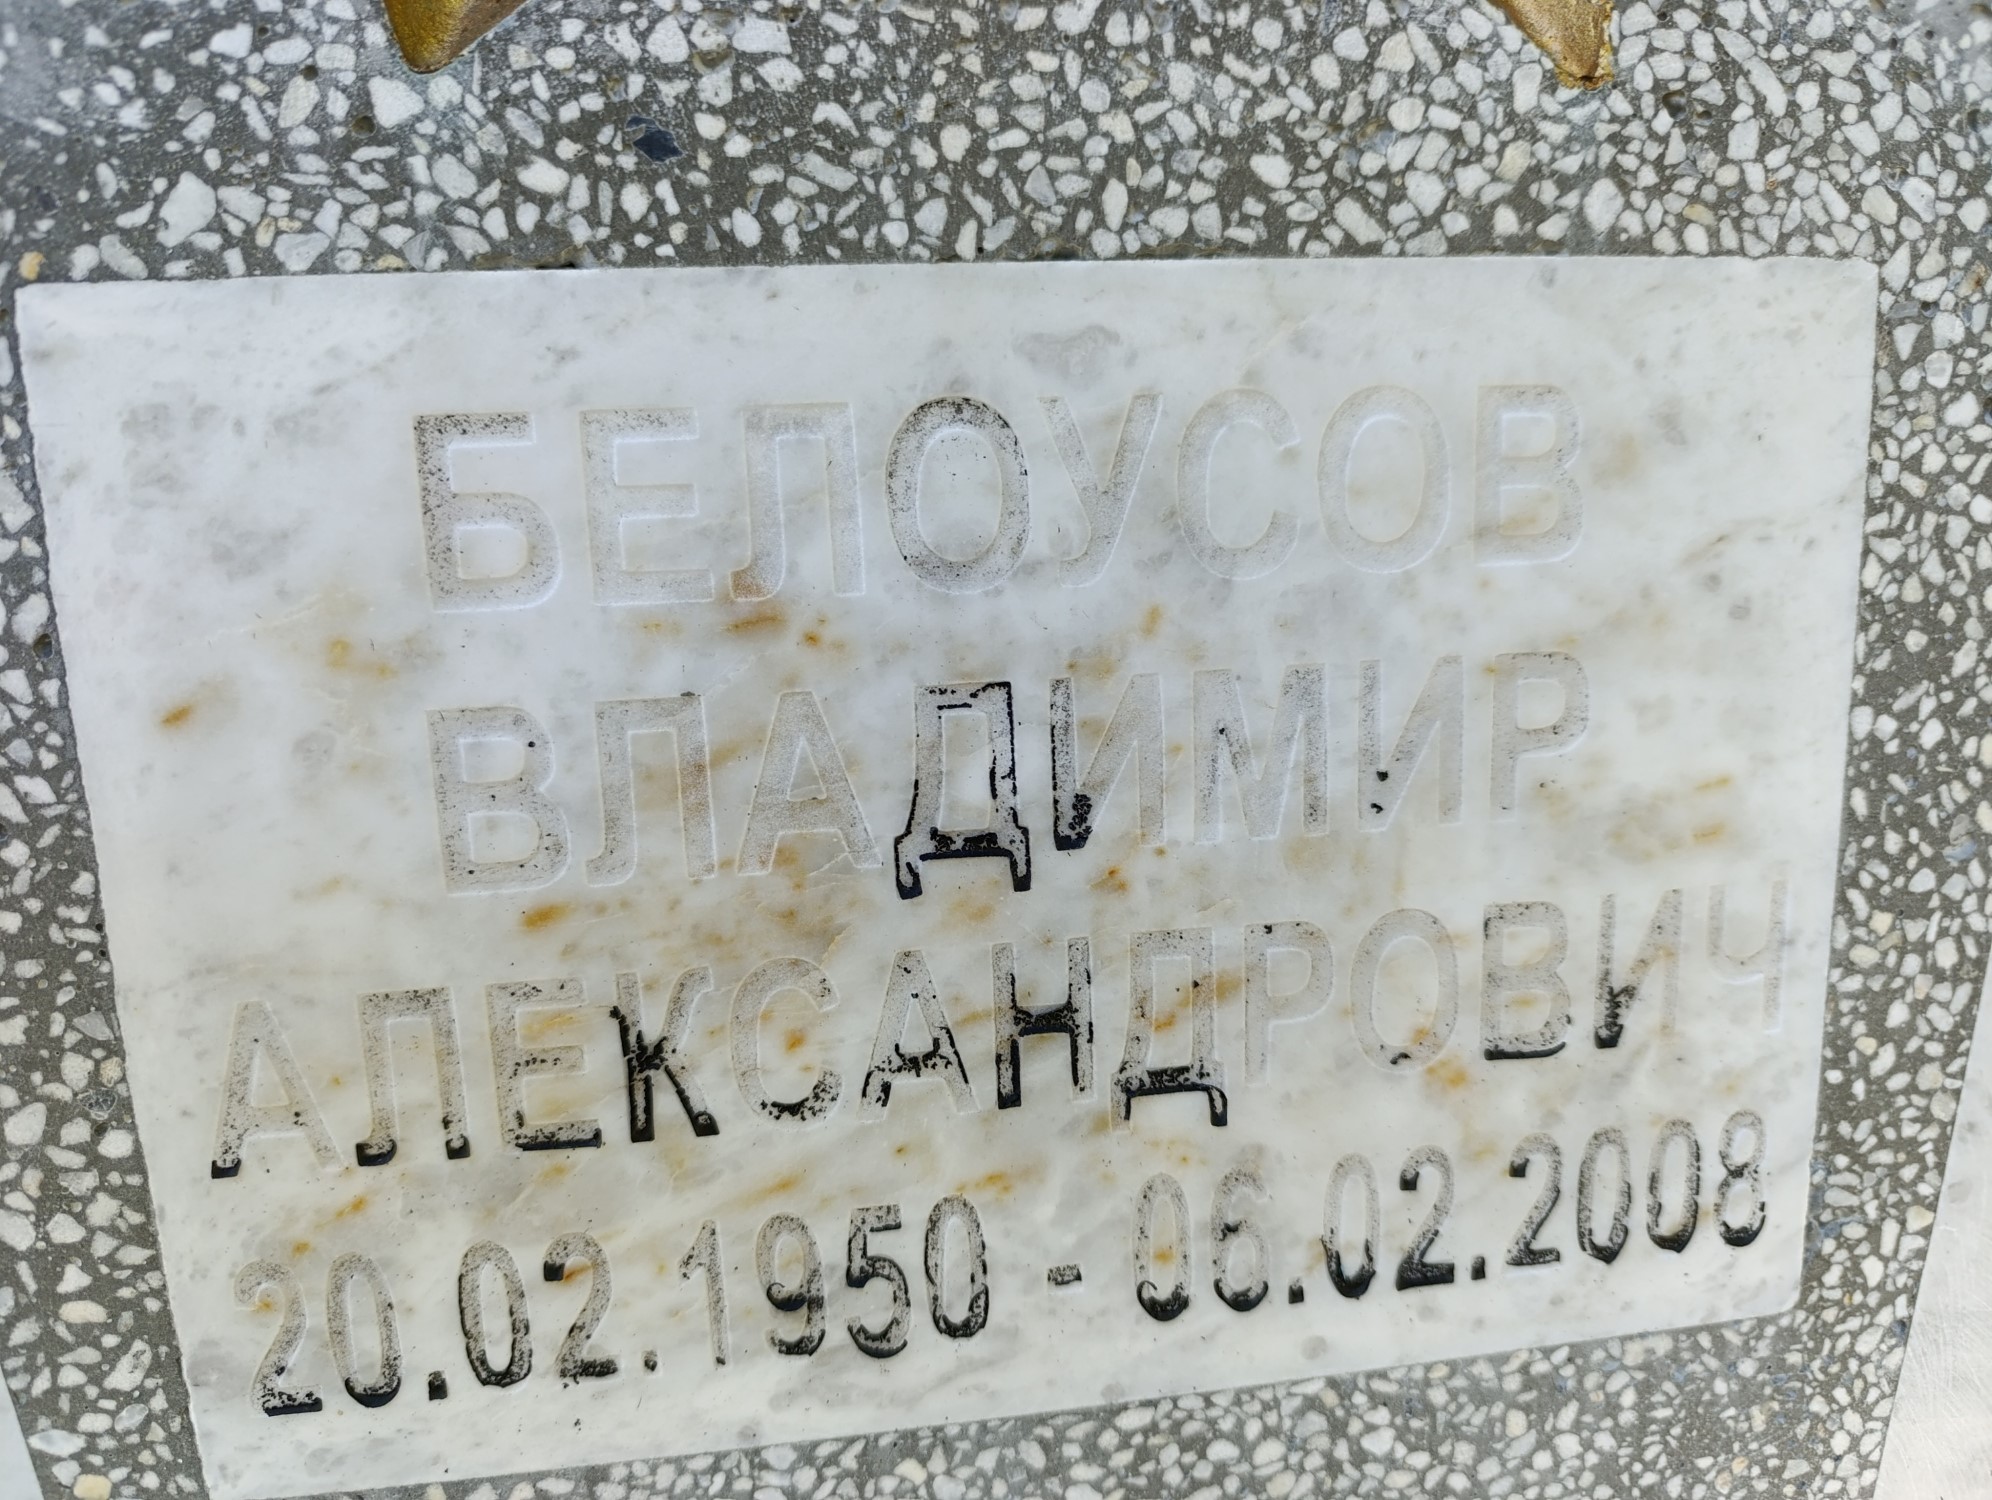 БЕЛОУСОВ
ВЛАДИМИР
АЛЕКСАНДРОВИЧ
20.02.1950 - 06.02.2008